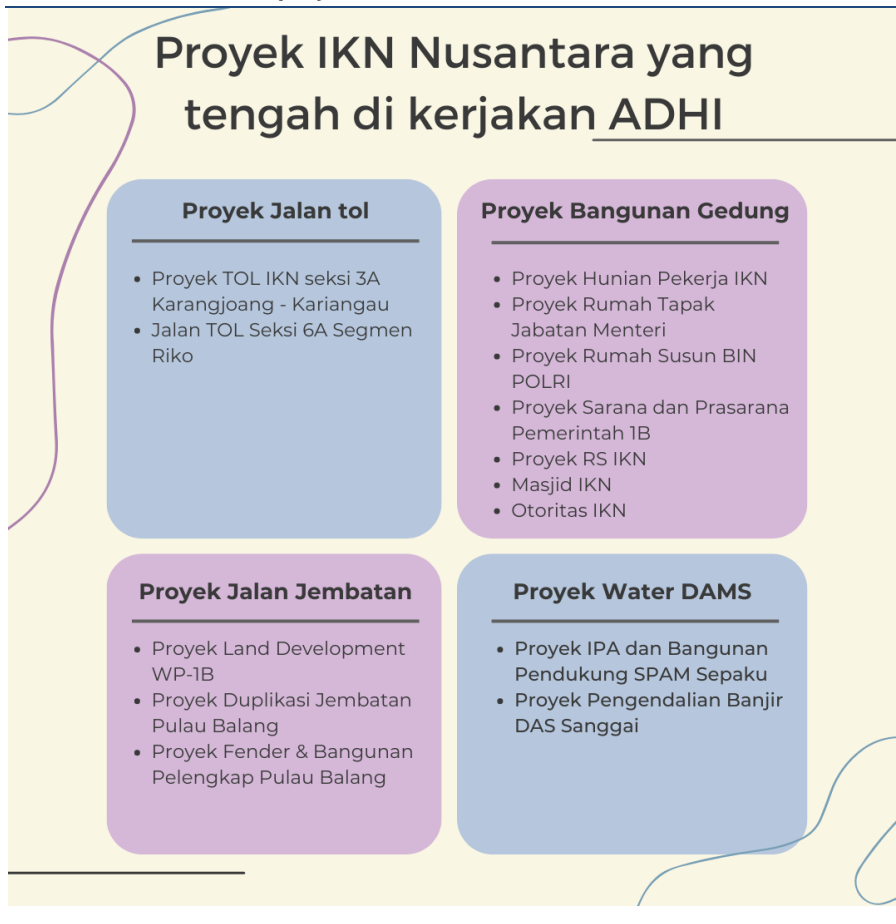 Proyek IKN Nusantara yang
tengah di kerjakan ADHI
Proyek Jalan tol
• Proyek TOL IKN seksi 3A
Karangjoang - Kariangau
• Jalan TOL Seksi 6A Segmen
Riko
Proyek Bangunan Gedung
• Proyek Hunian Pekerja IKN
• Proyek Rumah Tapak
Jabatan Menteri
• Proyek Rumah Susun BIN
POLRI
• Proyek Sarana dan Prasarana
Pemerintah 1B
• Proyek RS IKN
• Masjid IKN
• Otoritas IKN
Proyek Jalan Jembatan
• Proyek Land Development
WP-1B
• Proyek Duplikasi Jembatan
Pulau Balang
• Proyek Fender & Bangunan
Pelengkap Pulau Balang
Proyek Water DAMS
• Proyek IPA dan Bangunan
Pendukung SPAM Sepaku
• Proyek Pengendalian Banjir
DAS Sanggai